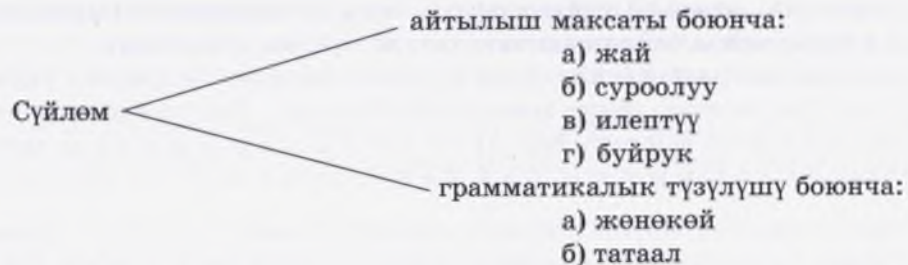 айтылыш максаты боюнча:
а) жай
б) суроолуу
Сүйлөм
в) илептүү
г) буйрук
грамматикалык түзүлүшү боюнча:
а) жөнөкөй
б) татаал